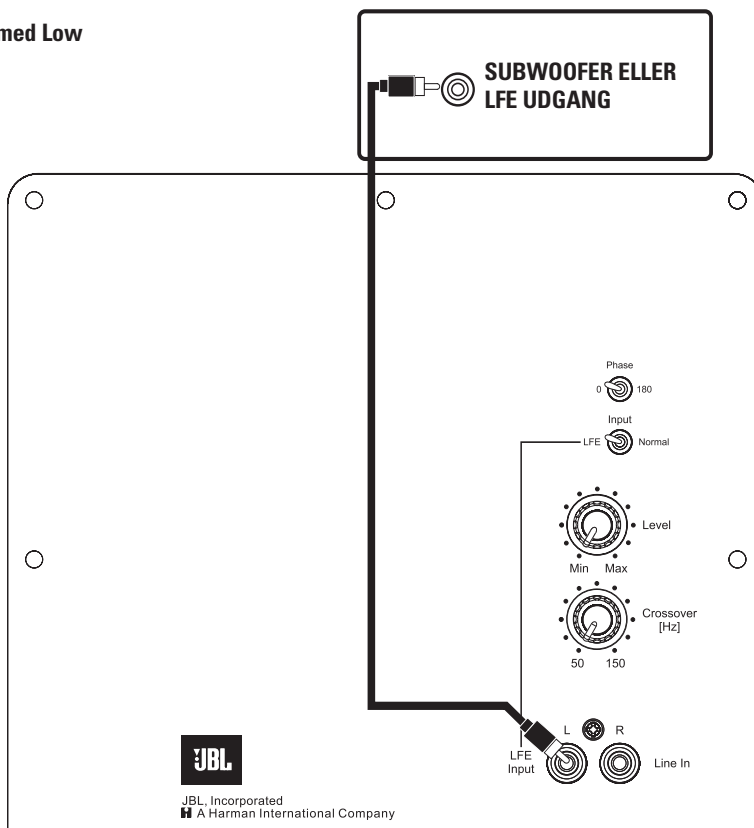 med Low
SUBWOOFER ELLER
LFE UDGANG
Phase
0 180
Input
LFE Normal
Level
Min Max
Crossover
[Hz]
50 150
L R
LFE
Input
Line In
JBL
JBL, Incorporated
H A Harman International Company